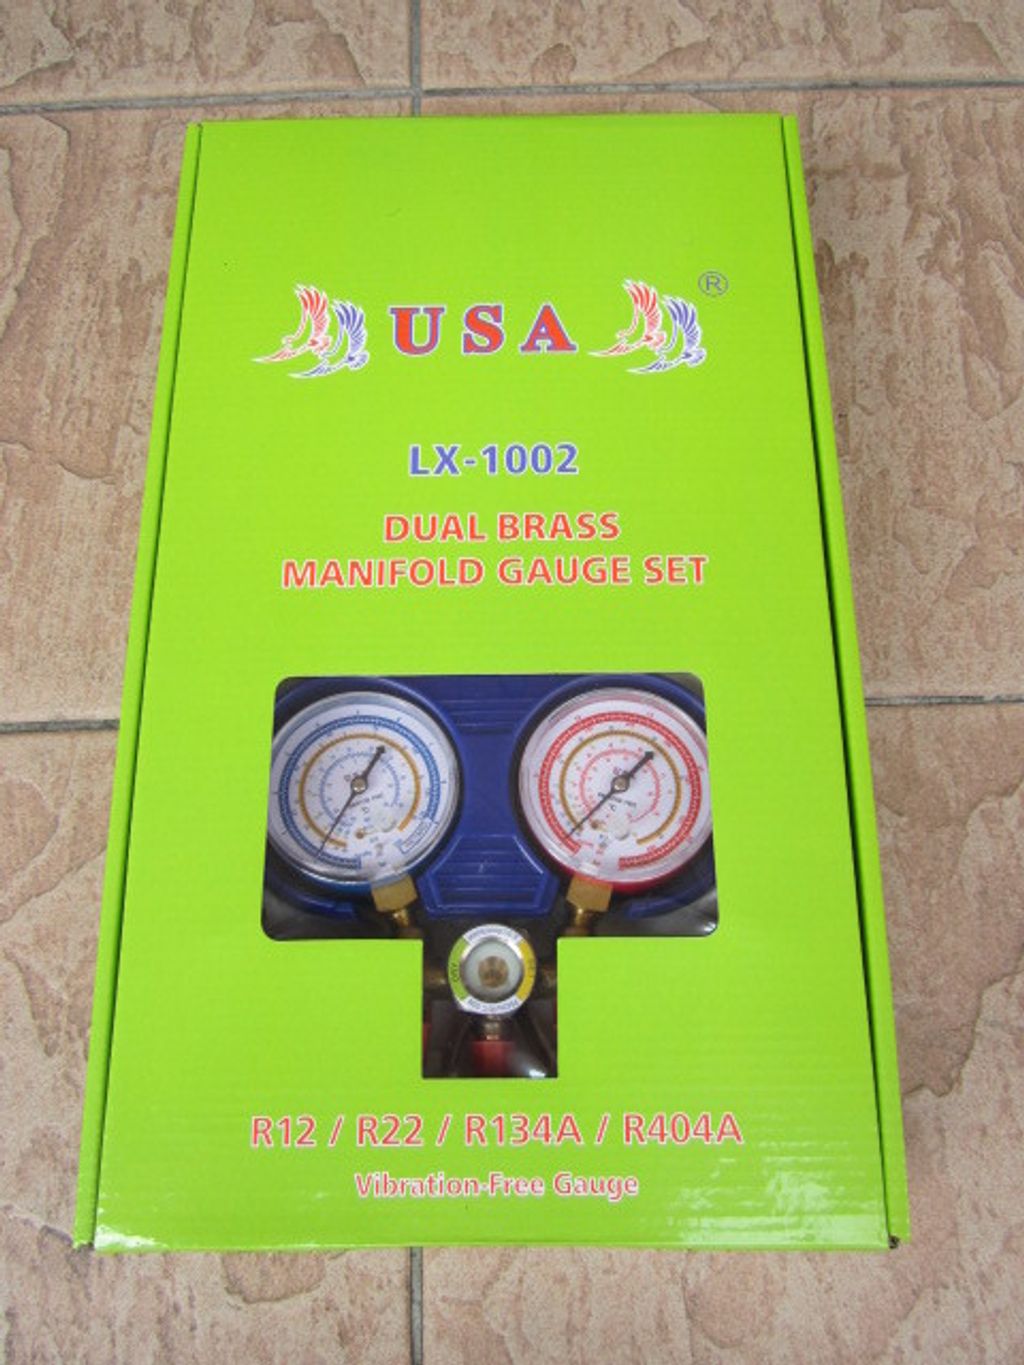 USA ®
LX-1002
DUAL BRASS
MANIFOLD GAUGE SET
R12 / R22 / R134A / R404A
Vibration-Free Gauge